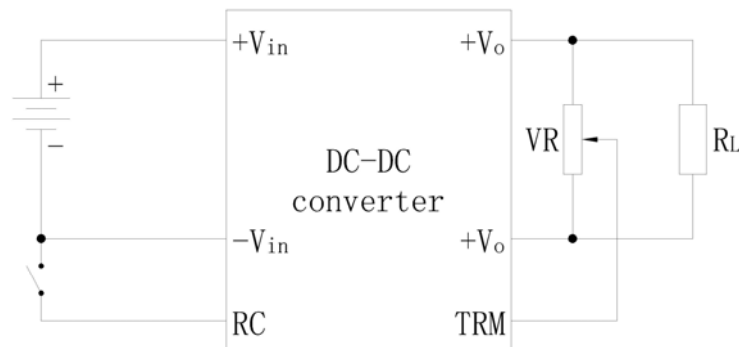 +Vin +Vo
+
-
VR
RL
DC-DC
converter
-Vin +Vo
RC TRM